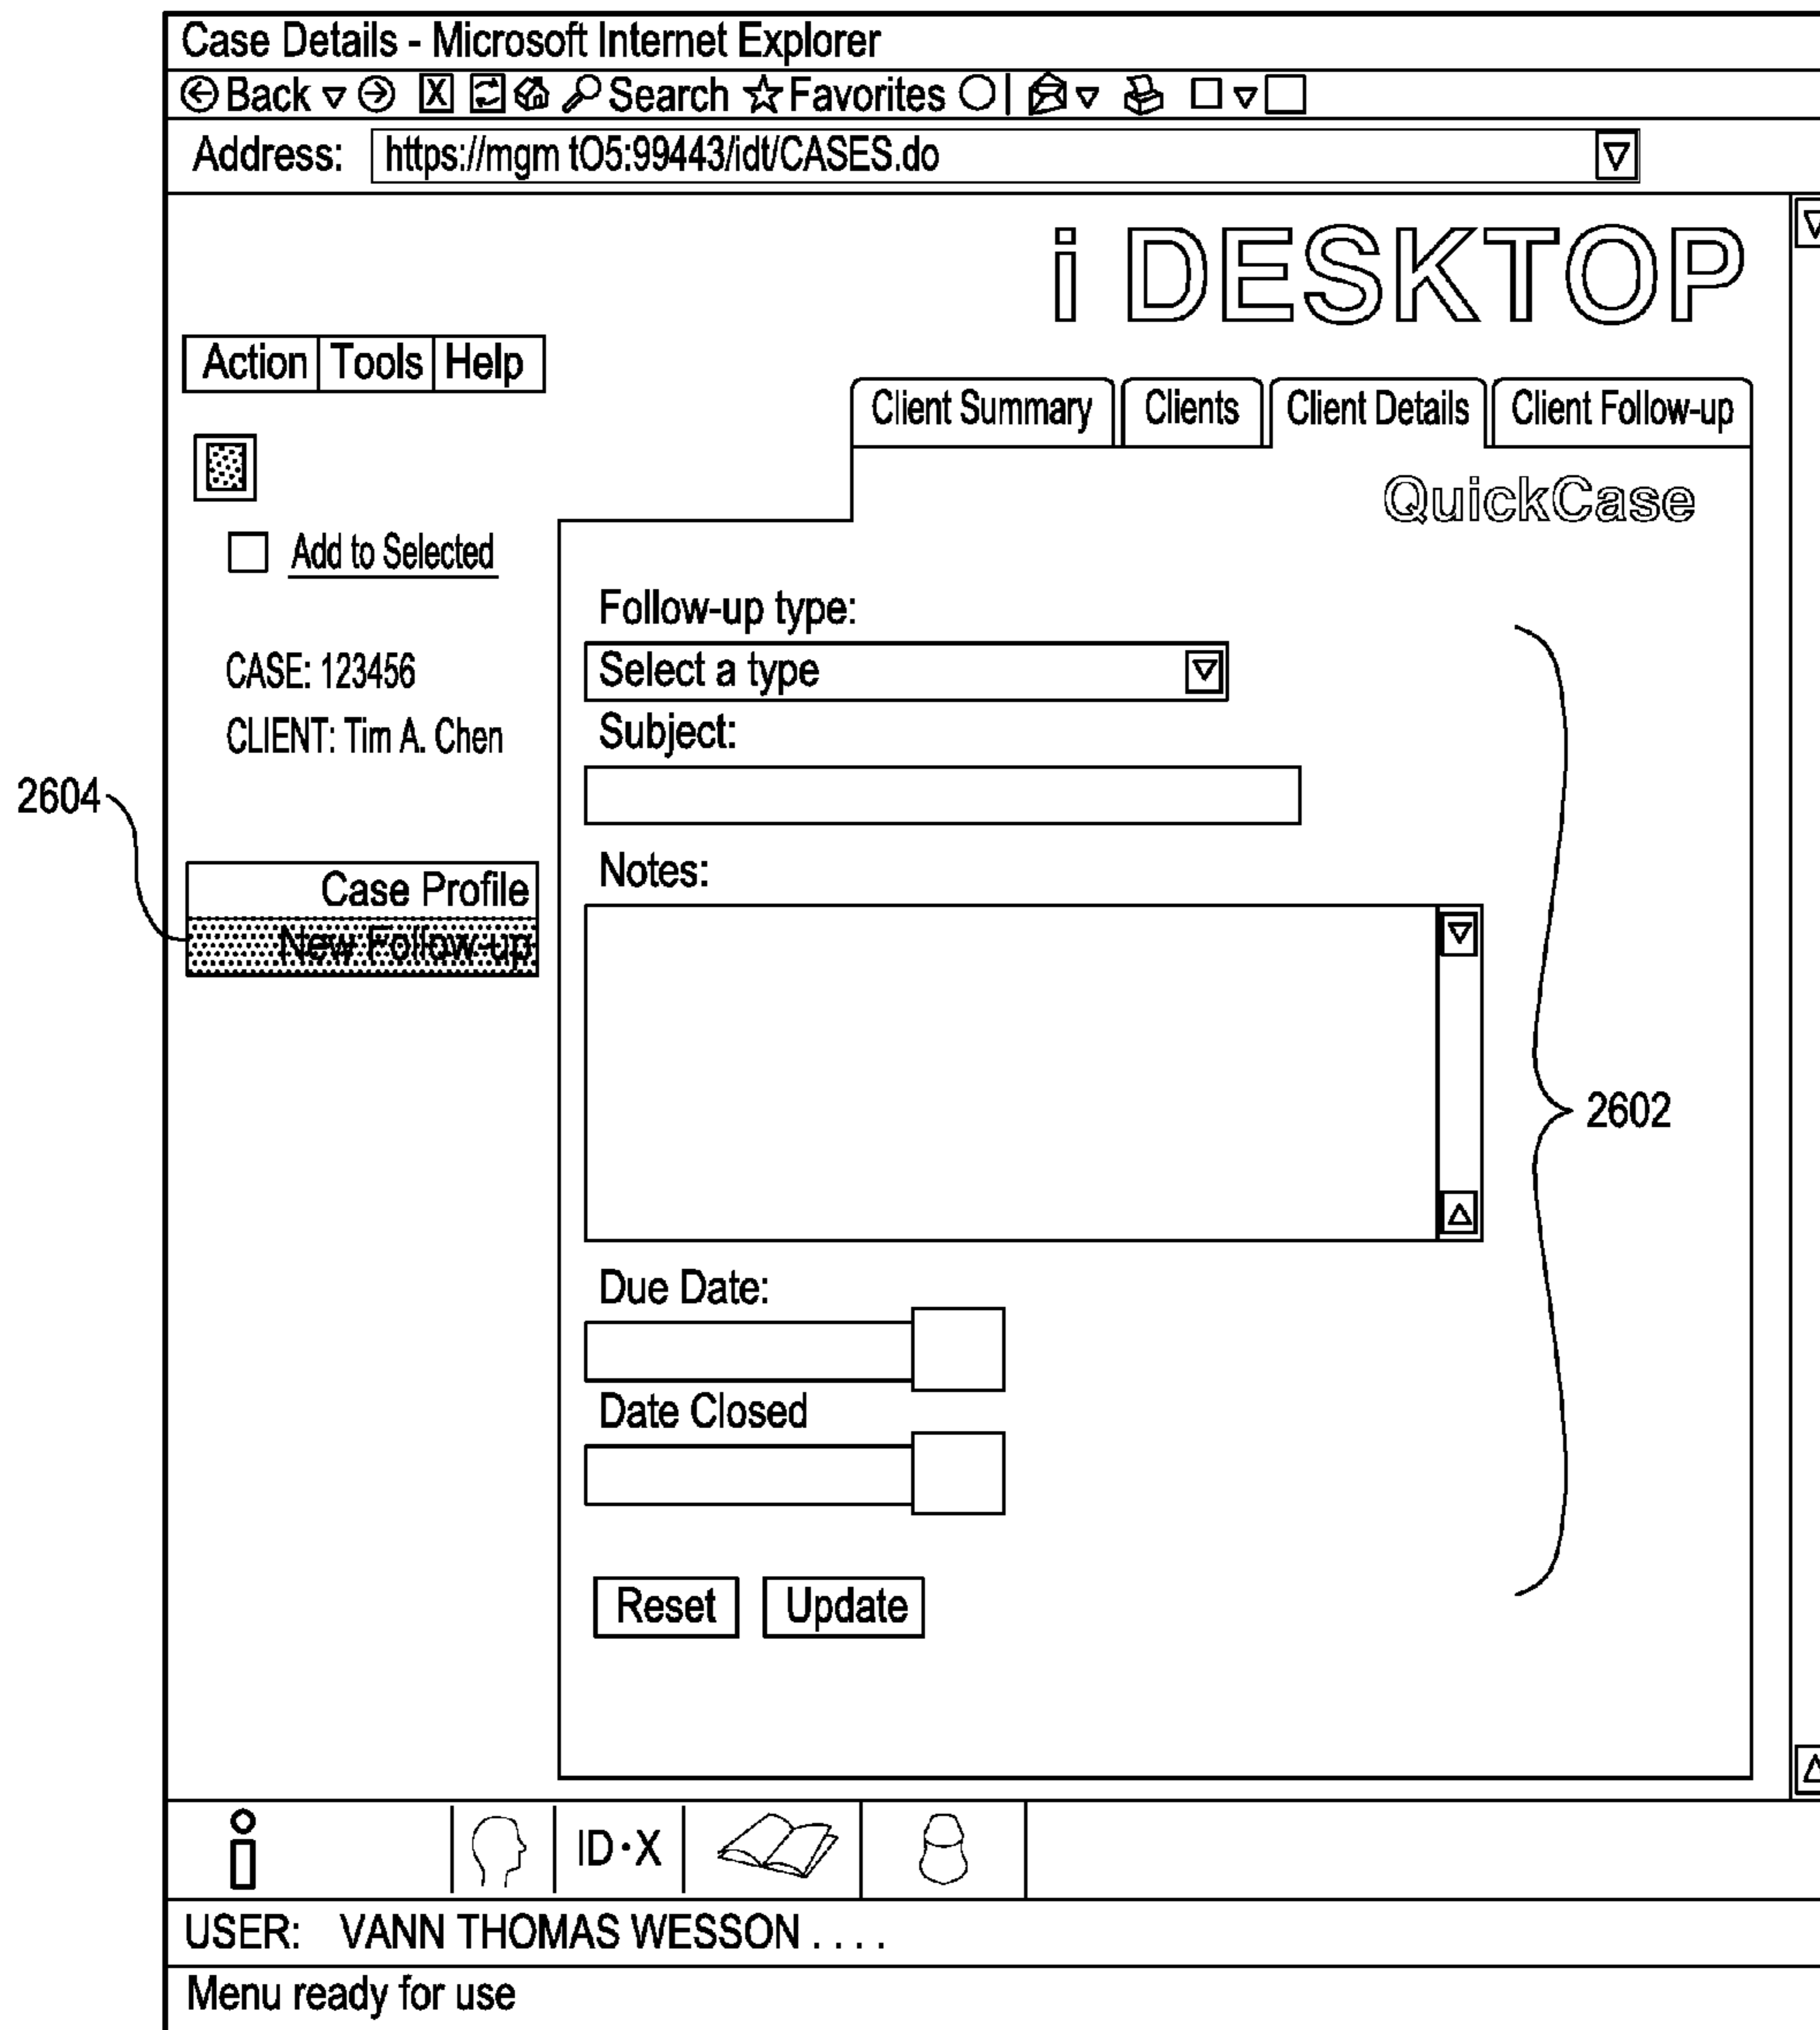 Case Details - Microsoft Internet Explorer
Back X Search Favorites
Address: https://mgm tO5:99443/idt/CASES.do
i DESKTOP
Action Tools Help
Client Summary Clients Client Details Client Follow-up
QuickCase
Add to Selected
Follow-up type:
CASE: 123456
Select a type
CLIENT: Tim A. Chen
Subject:
2604
Case Profile
Notes:
New Follow-up
2602
Due Date:
Date Closed
Reset Update
i ID·X
USER: VANN THOMAS WESSON . . . .
Menu ready for use